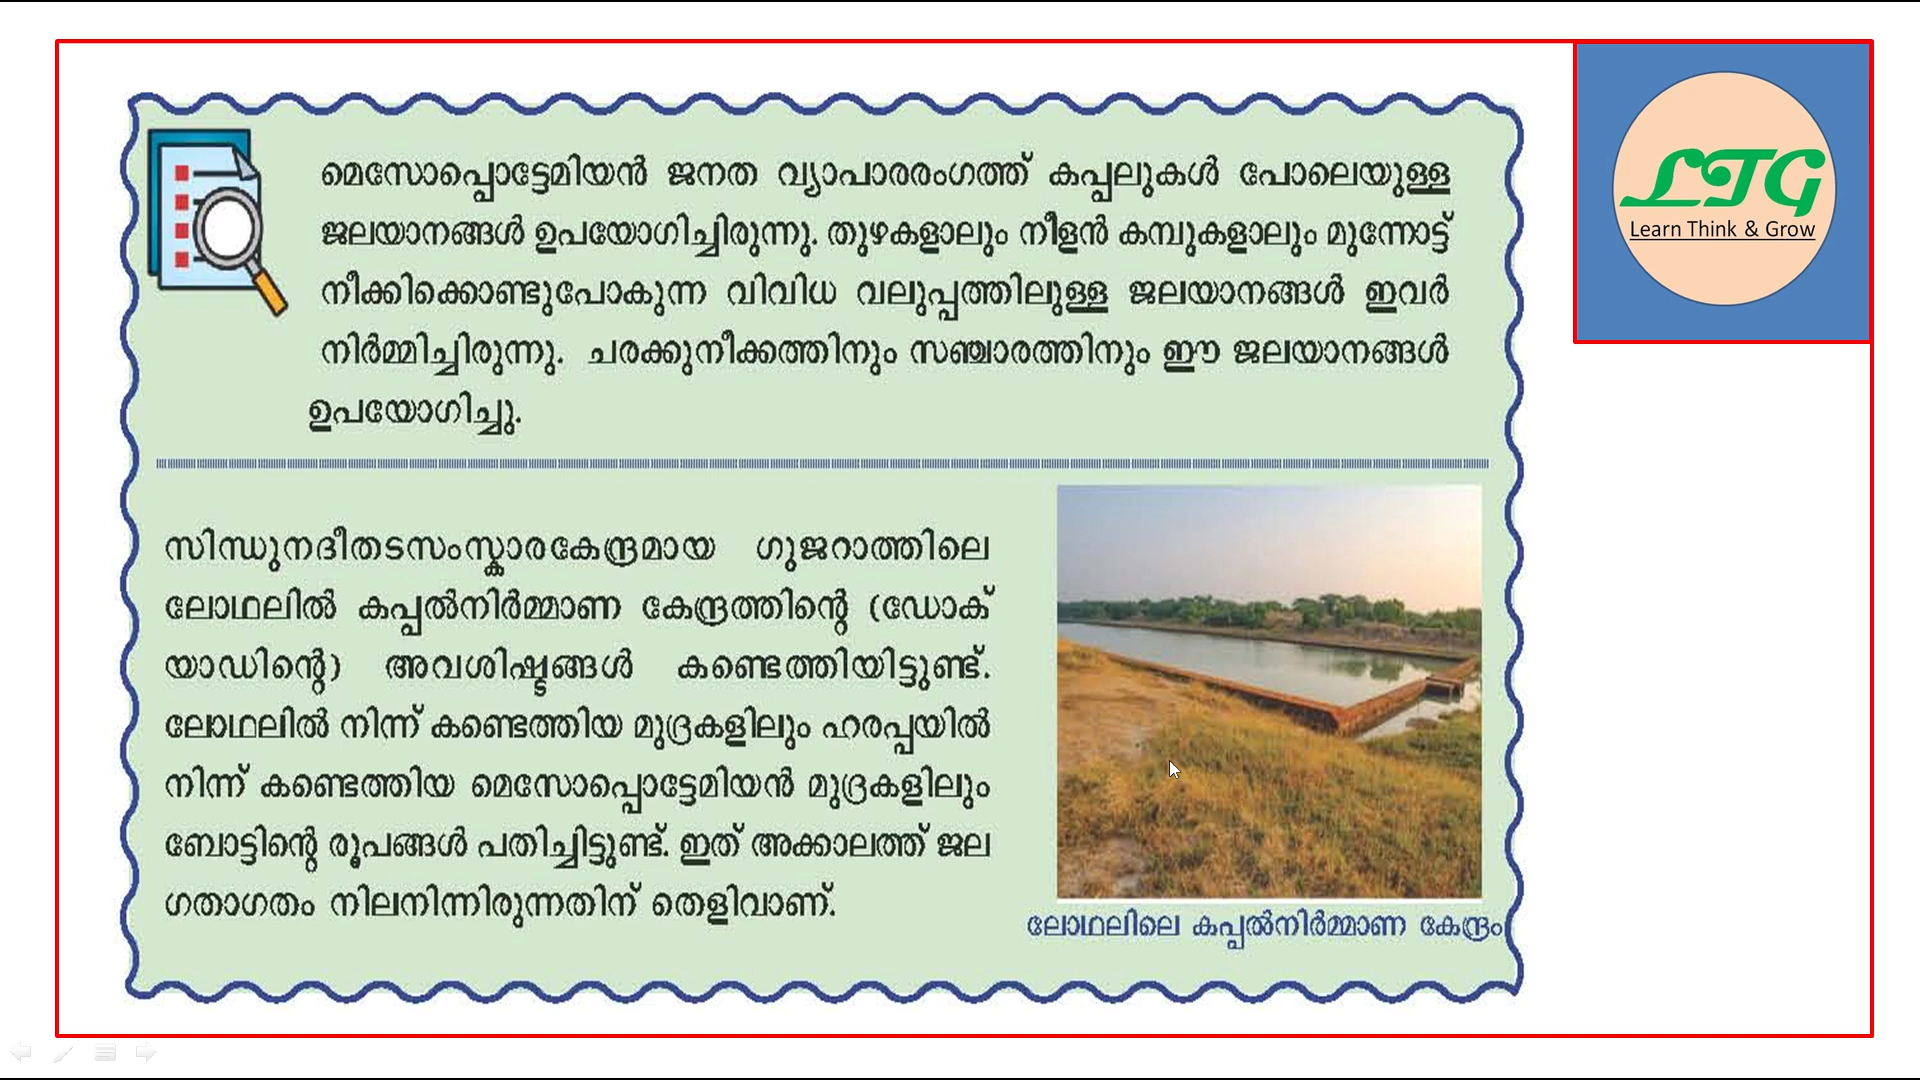 മെസോപ്പൊട്ടേമിയൻ ജനത വ്യാപാരരംഗത്ത് കപ്പലുകൾ പോലെയുള്ള
ജലയാനങ്ങൾ ഉപയോഗിച്ചിരുന്നു. തുഴകളാലും നീളൻ കമ്പുകളാലും മുന്നോട്ട്
നീക്കിക്കൊണ്ടുപോകുന്ന വിവിധ വലുപ്പത്തിലുള്ള ജലയാനങ്ങൾ ഇവർ
നിർമ്മിച്ചിരുന്നു. ചരക്കുനീക്കത്തിനും സഞ്ചാരത്തിനും ഈ ജലയാനങ്ങൾ
ഉപയോഗിച്ചു.
സിന്ധുനദീതടസംസ്കാരകേന്ദ്രമായ ഗുജറാത്തിലെ
ലോഥലിൽ കപ്പൽനിർമ്മാണ കേന്ദ്രത്തിന്റെ (ഡോക്
യാഡിന്റെ) അവശിഷ്ടങ്ങൾ കണ്ടെത്തിയിട്ടുണ്ട്.
ലോഥലിൽ നിന്ന് കണ്ടെത്തിയ മുദ്രകളിലും ഹരപ്പയിൽ
നിന്ന് കണ്ടെത്തിയ മെസോപ്പൊട്ടേമിയൻ മുദ്രകളിലും
ബോട്ടിന്റെ രൂപങ്ങൾ പതിച്ചിട്ടുണ്ട്. ഇത് അക്കാലത്ത് ജല
ഗതാഗതം നിലനിന്നിരുന്നതിന് തെളിവാണ്.
ലോഥലിലെ കപ്പൽനിർമ്മാണ കേന്ദ്രം
LTG
Learn Think & Grow